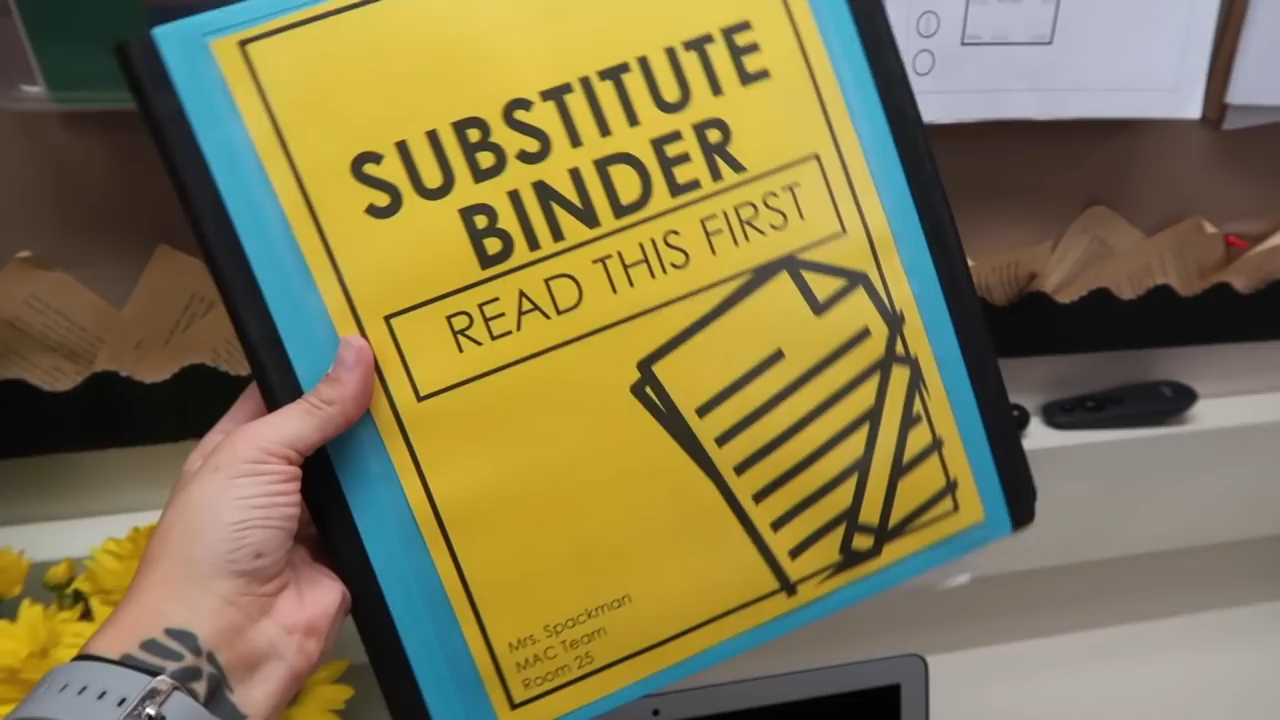 SUBSTITUTE
BINDER
READ THIS FIRST
Mrs. Spackman
MAC Team
Room 25